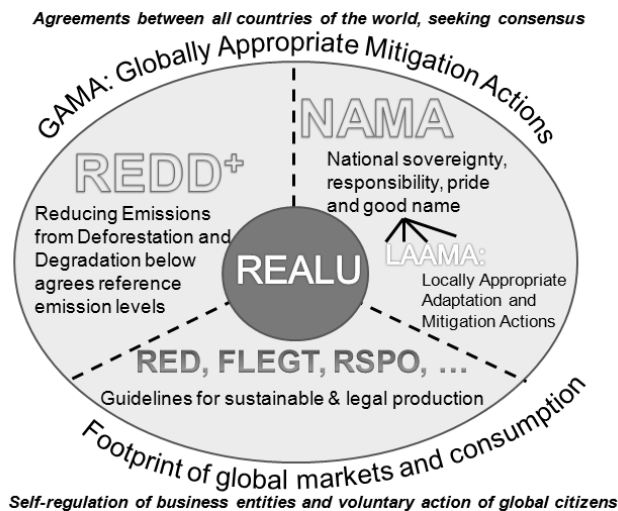 Agreements between all countries of the world, seeking consensus
GAMA: Globally Appropriate Mitigation Actions
NAMA
National sovereignty,
responsibility, pride
and good name
REDD+
Reducing Emissions
from Deforestation and
Degradation below
agrees reference
emission levels
LAAMA:
Locally Appropriate
Adaptation and
Mitigation Actions
REALU
RED, FLEGT, RSPO, ...
Guidelines for sustainable & legal production
Footprint of global markets and consumption
Self-regulation of business entities and voluntary action of global citizens